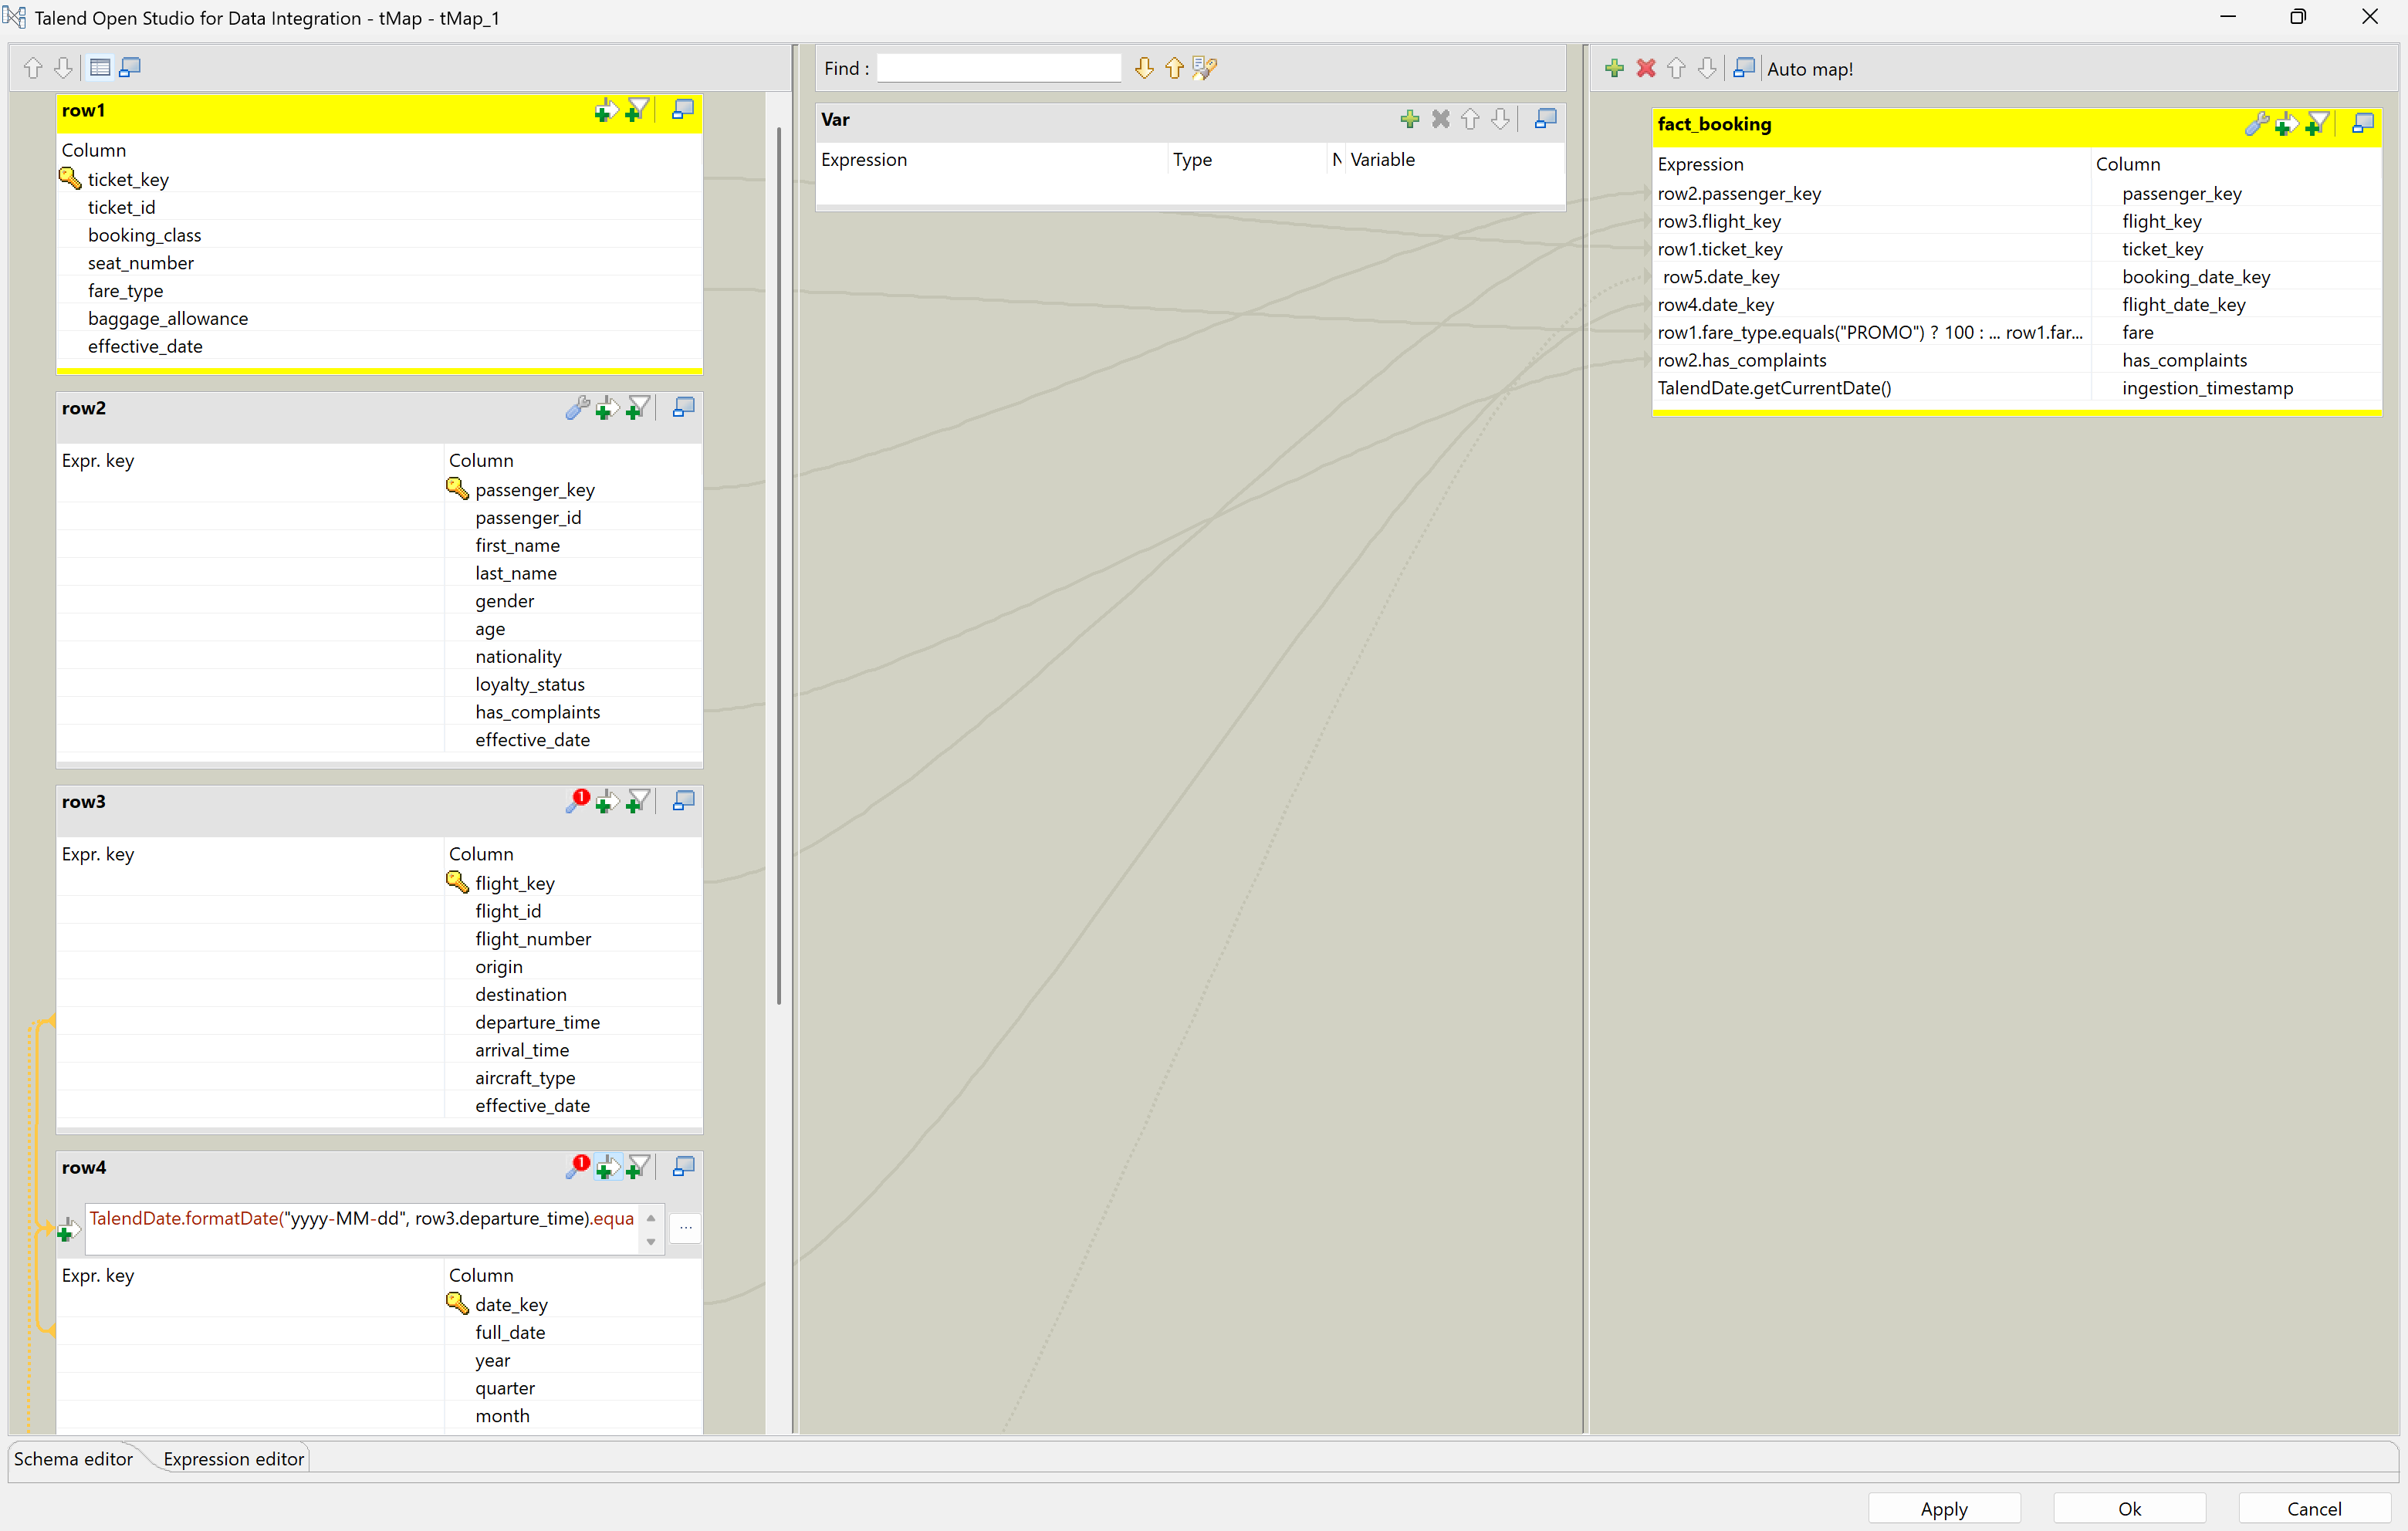 Talend Open Studio for Data Integration - tMap - tMap_1
row1
Column
ticket_key
ticket_id
booking_class
seat_number
fare_type
baggage_allowance
effective_date
row2
Expr. key Column
passenger_key
passenger_id
first_name
last_name
gender
age
nationality
loyalty_status
has_complaints
effective_date
row3
1
Expr. key Column
flight_key
flight_id
flight_number
origin
destination
departure_time
arrival_time
aircraft_type
effective_date
row4
1
TalendDate.formatDate("yyyy-MM-dd", row3.departure_time).equa
...
Expr. key Column
date_key
full_date
year
quarter
month
Find :
Var
Expression Type N Variable
Auto map!
fact_booking
Expression Column
row2.passenger_key passenger_key
row3.flight_key flight_key
row1.ticket_key ticket_key
row5.date_key booking_date_key
row4.date_key flight_date_key
row1.fare_type.equals("PROMO") ? 100 : ... row1.far... fare
row2.has_complaints has_complaints
TalendDate.getCurrentDate() ingestion_timestamp
Schema editor Expression editor
Apply Ok Cancel